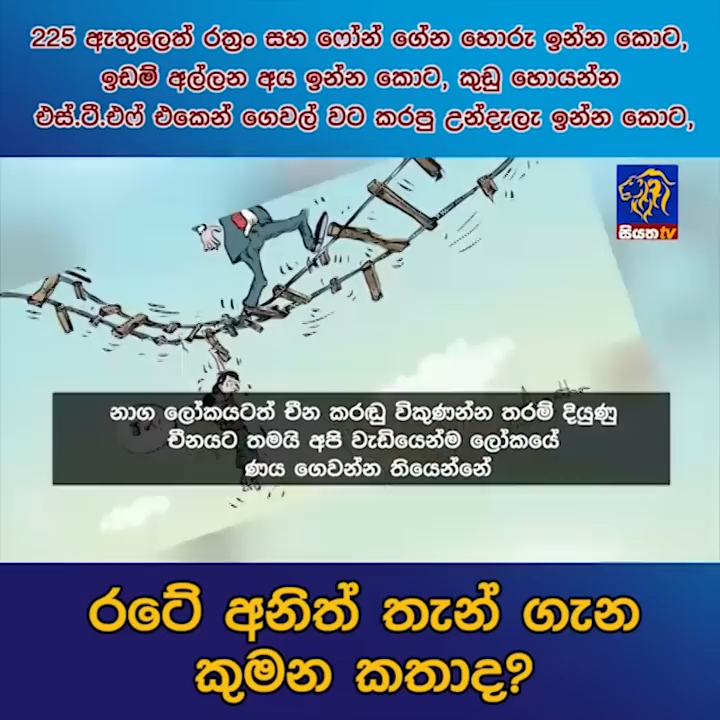 225 ඇතුලෙත් රත්‍රං සහ ෆෝන් ගේන හොරු ඉන්න කොට,
ඉඩම් අල්ලන අය ඉන්න කොට, කුඩු හොයන්න
එස්.ටී.එෆ් එකෙන් ගෙවල් වට කරපු උන්දැලැ ඉන්න කොට,
සියත tv
නාග ලෝකයටත් චීන කරඬු විකුණන්න තරම් දියුණු
චීනයට තමයි අපි වැඩියෙන්ම ලෝකයේ
ණය ගෙවන්න තියෙන්නේ
රටේ අනිත් තැන් ගැන
කුමන කතාද?